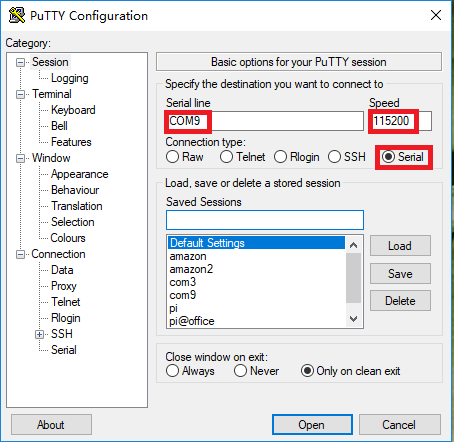 PuTTY Configuration
Category:
Session
Logging
Terminal
Keyboard
Bell
Features
Window
Appearance
Behaviour
Translation
Selection
Colours
Connection
Data
Proxy
Telnet
Rlogin
SSH
Serial
Basic options for your PuTTY session
Specify the destination you want to connect to
Serial line Speed
COM9 115200
Connection type:
Raw Telnet Rlogin SSH Serial
Load, save or delete a stored session
Saved Sessions
Default Settings
amazon
amazon2
com3
com9
pi
pi@office
Load
Save
Delete
Close window on exit:
Always Never Only on clean exit
About Open Cancel